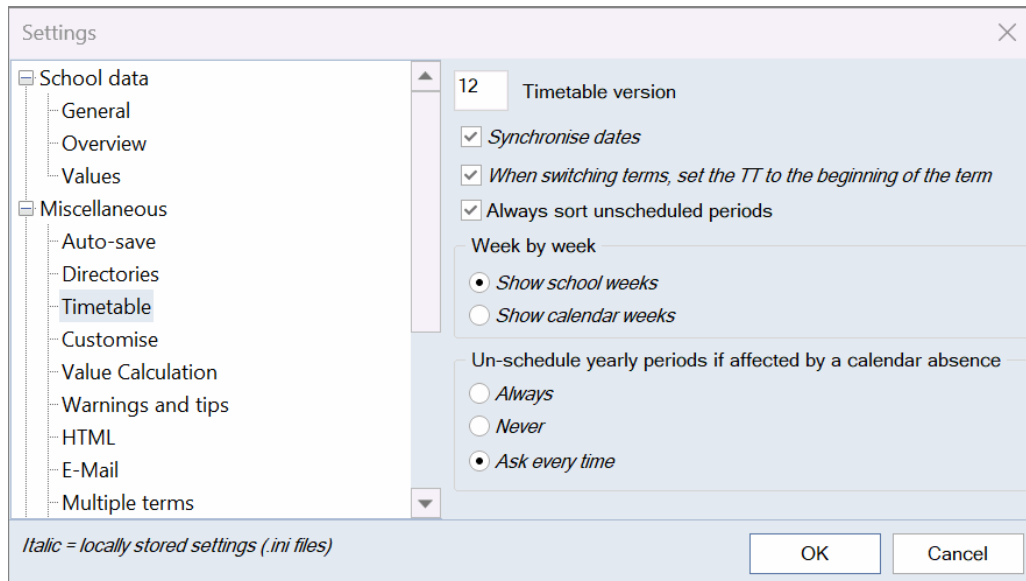 Settings
School data
General
Overview
Values
Miscellaneous
Auto-save
Directories
Timetable
Customise
Value Calculation
Warnings and tips
HTML
E-Mail
Multiple terms
12 Timetable version
Synchronise dates
When switching terms, set the TT to the beginning of the term
Always sort unscheduled periods
Week by week
Show school weeks
Show calendar weeks
Un-schedule yearly periods if affected by a calendar absence
Always
Never
Ask every time
Italic = locally stored settings (.ini files)
OK Cancel